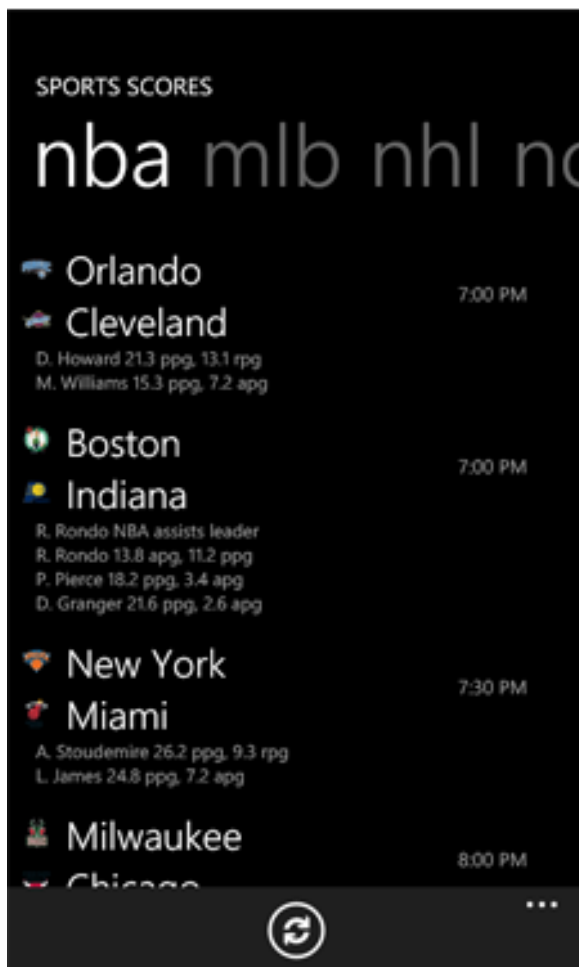 SPORTS SCORES
nba mlb nhl nc
Orlando
7:00 PM
Cleveland
D. Howard 21.3 ppg, 13.1 rpg
M. Williams 15.3 ppg, 7.2 apg
Boston
7:00 PM
Indiana
R. Rondo NBA assists leader
R. Rondo 13.8 apg, 11.2 ppg
P. Pierce 18.2 ppg, 3.4 apg
D. Granger 21.6 ppg, 2.6 apg
New York
7:30 PM
Miami
A. Stoudemire 26.2 ppg, 9.3 rpg
L. James 24.8 ppg, 7.2 apg
Milwaukee
8:00 PM
Chicago